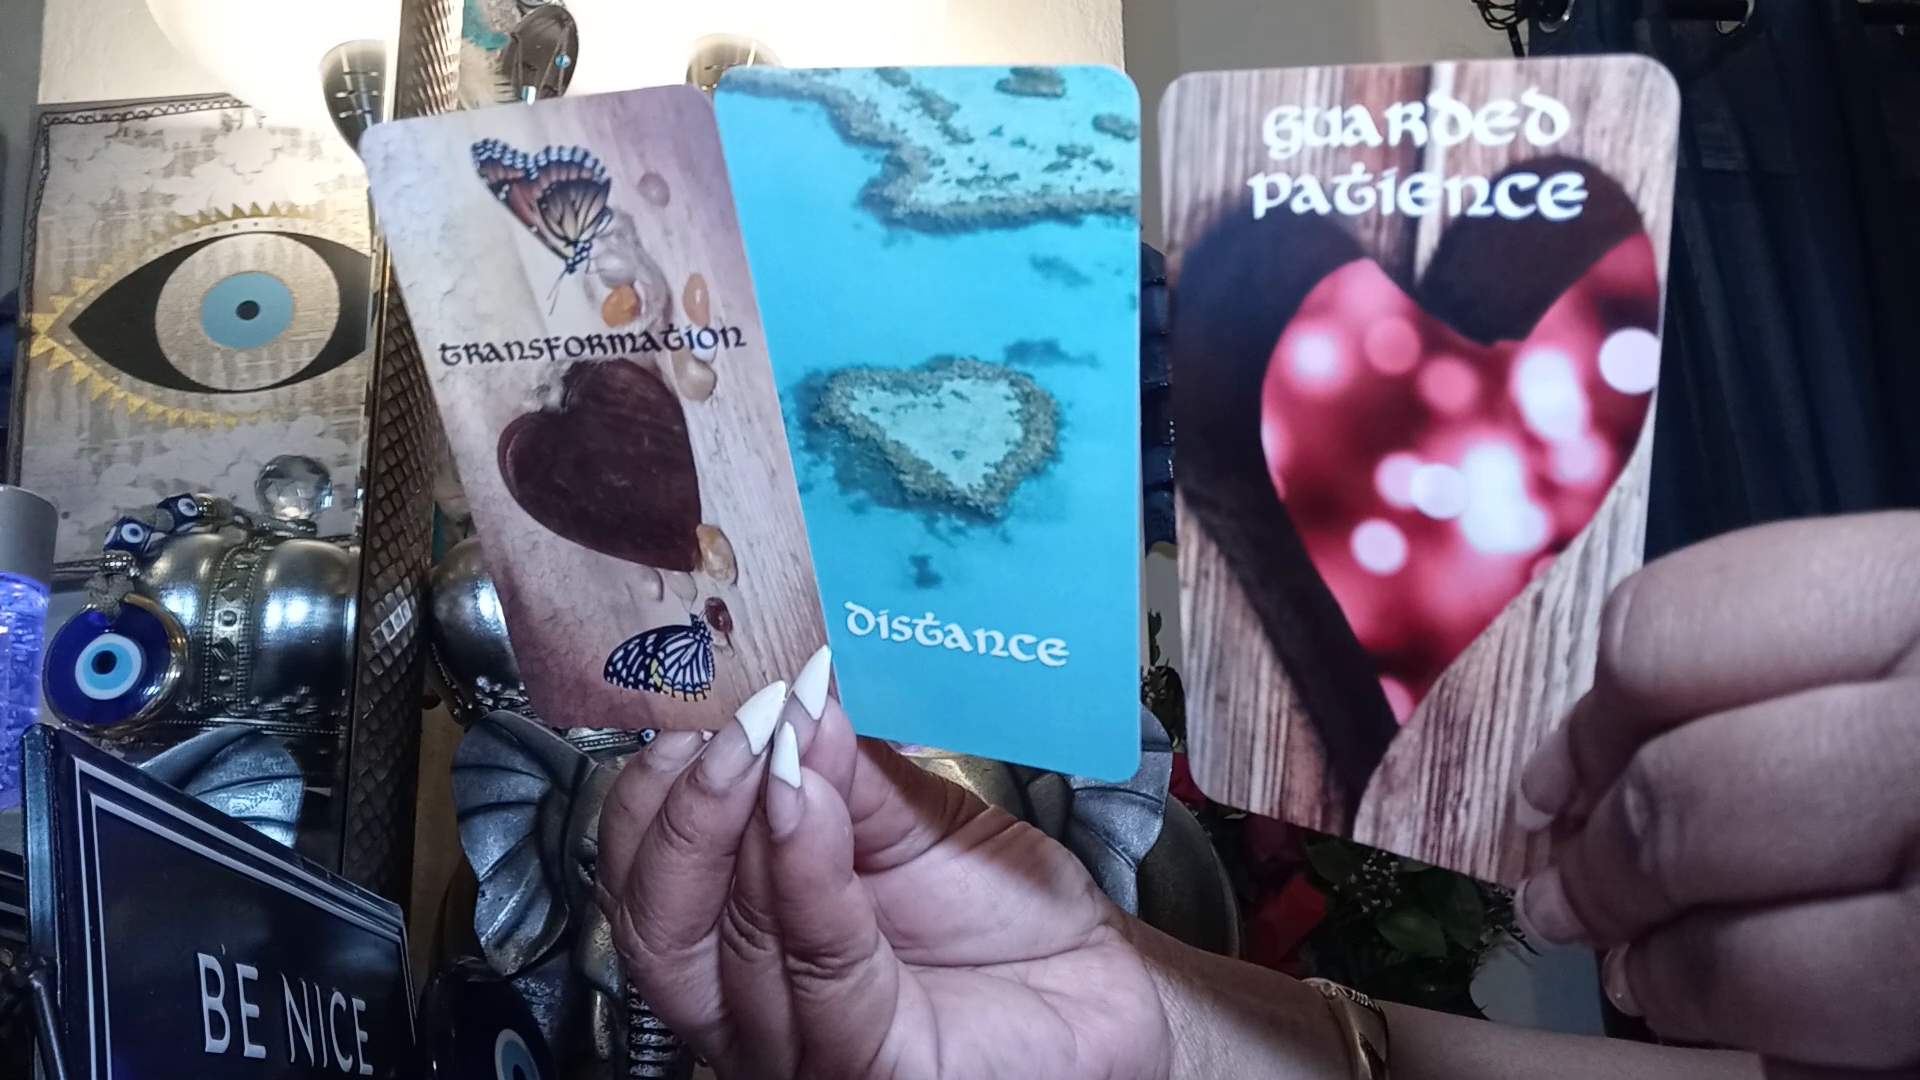 TRANSFORMATION
DISTANCE
GUARDED
PATIENCE
BE NICE